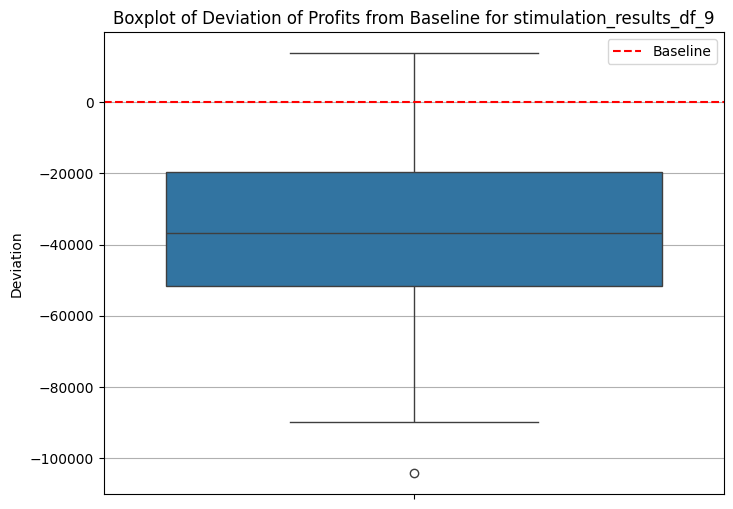 Boxplot of Deviation of Profits from Baseline for stimulation_results_df_9
Baseline
0
−20000
−40000
−60000
−80000
−100000
Deviation